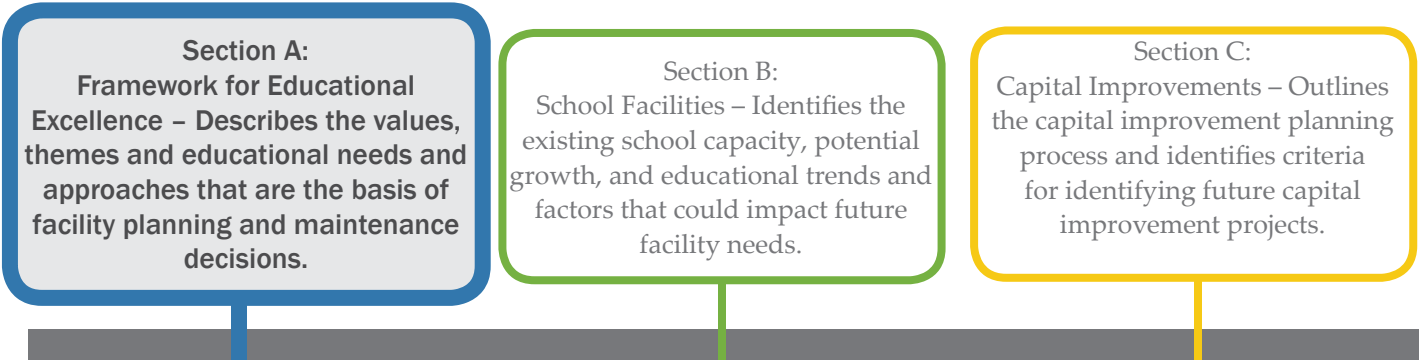 Section A:
Framework for Educational
Excellence – Describes the values,
themes and educational needs and
approaches that are the basis of
facility planning and maintenance
decisions.
Section B:
School Facilities – Identifies the
existing school capacity, potential
growth, and educational trends and
factors that could impact future
facility needs.
Section C:
Capital Improvements – Outlines
the capital improvement planning
process and identifies criteria
for identifying future capital
improvement projects.